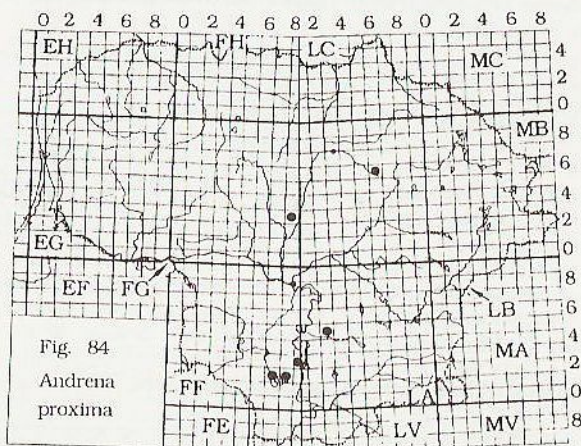 0 2 4 6 8 0 2 4 6 8 2 4 6 8 0 2 4 6 8
EH FH LC MC
4
2
0
8
MB
6
4
2
EG
0
EF FG
8
LB
6
Fig. 84
MA
4
Andrena
2
FF LA
proxima
0
FE LV MV
8